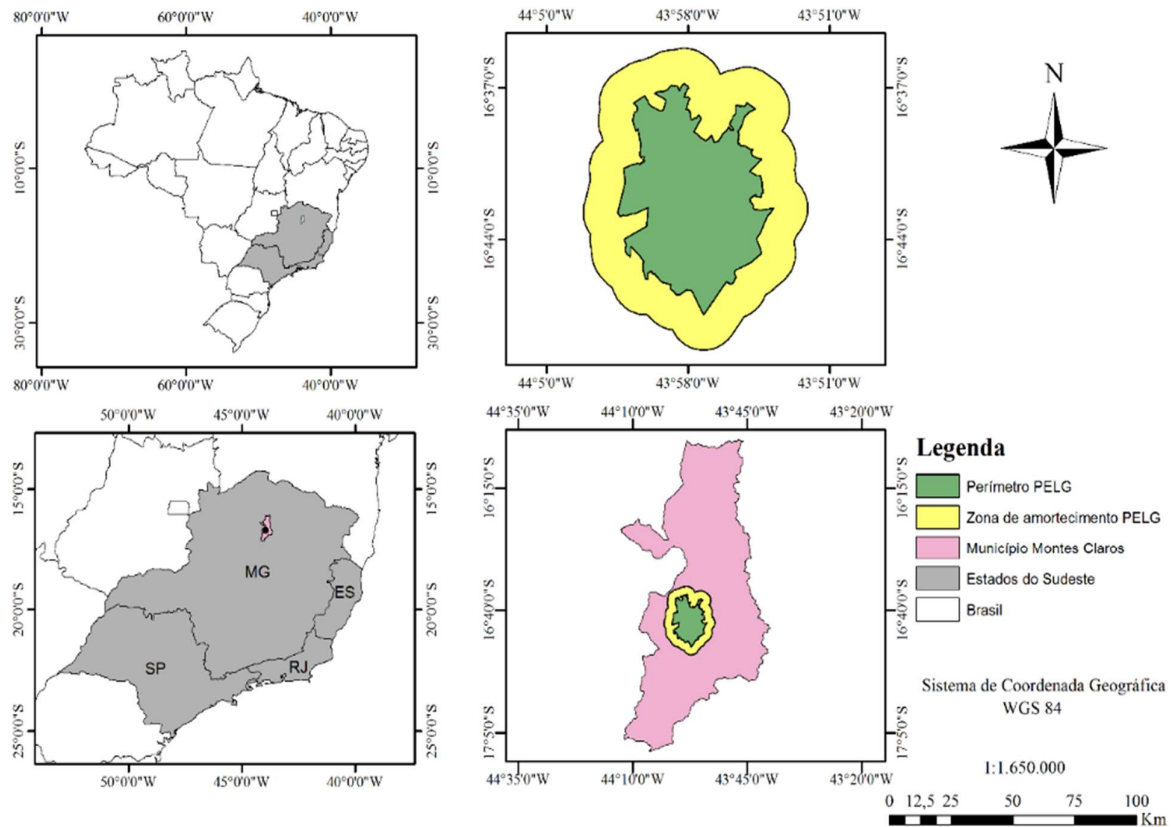 80°0'0"W 60°0'0"W 40°0'0"W
10°0'0"S
30°0'0"S
10°0'0"S
30°0'0"S
80°0'0"W 60°0'0"W 40°0'0"W
44°5'0"W 43°58'0"W 43°51'0"W
16°37'0"S
16°44'0"S
16°37'0"S
16°44'0"S
44°5'0"W 43°58'0"W 43°51'0"W
N
50°0'0"W 45°0'0"W 40°0'0"W
15°0'0"S
20°0'0"S
25°0'0"S
MG
ES
SP
RJ
15°0'0"S
20°0'0"S
25°0'0"S
50°0'0"W 45°0'0"W 40°0'0"W
44°35'0"W 44°10'0"W 43°45'0"W 43°20'0"W
16°15'0"S
16°40'0"S
17°5'0"S
16°15'0"S
16°40'0"S
17°5'0"S
44°35'0"W 44°10'0"W 43°45'0"W 43°20'0"W
Legenda
Perímetro PELG
Zona de amortecimento PELG
Município Montes Claros
Estados do Sudeste
Brasil
Sistema de Coordenada Geográfica
WGS 84
1:1.650.000
0 12,5 25 50 75 100
Km